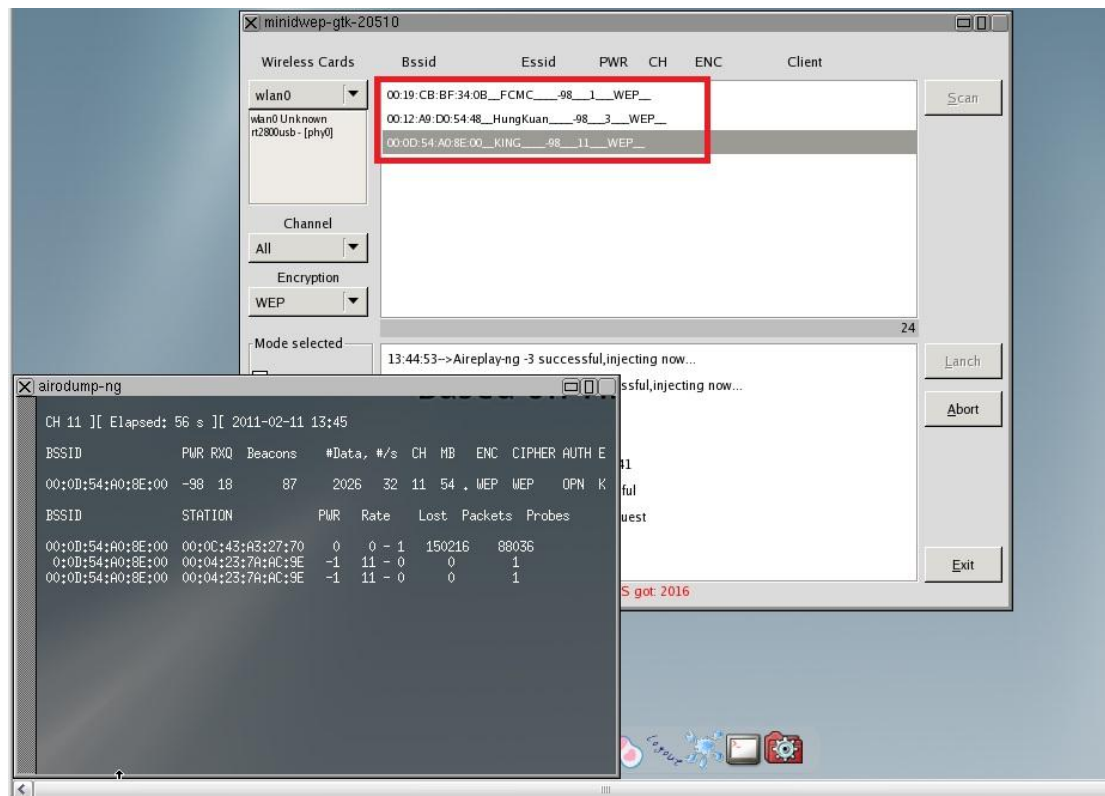 minidwep-gtk-20510
Wireless Cards Bssid Essid PWR CH ENC Client
wlan0
wlan0 Unknown
rt2800usb - [phy0]
00:19:CB:BF:34:0B__FCMC____-98__1___WEP__
00:12:A9:D0:54:48__HungKuan____-98__3___WEP__
00:0D:54:A0:8E:00__KING____-98__11___WEP__
Scan
Channel
All
Encryption
WEP
24
Mode selected
13:44:53-->Aireplay-ng -3 successful,injecting now...
Lanch
ssful,injecting now...
Abort
41
ful
uest
Exit
S got: 2016
airodump-ng
CH 11 ][ Elapsed: 56 s ][ 2011-02-11 13:45
BSSID PWR RXQ Beacons #Data, #/s CH MB ENC CIPHER AUTH E
00:0D:54:A0:8E:00 -98 18 87 2026 32 11 54 . WEP WEP OPN K
BSSID STATION PWR Rate Lost Packets Probes
00:0D:54:A0:8E:00 00:0C:43:A3:27:70 0 0 - 1 150216 88036
0:0D:54:A0:8E:00 00:04:23:7A:AC:9E -1 11 - 0 0 1
00:0D:54:A0:8E:00 00:04:23:7A:AC:9E -1 11 - 0 0 1
Logout